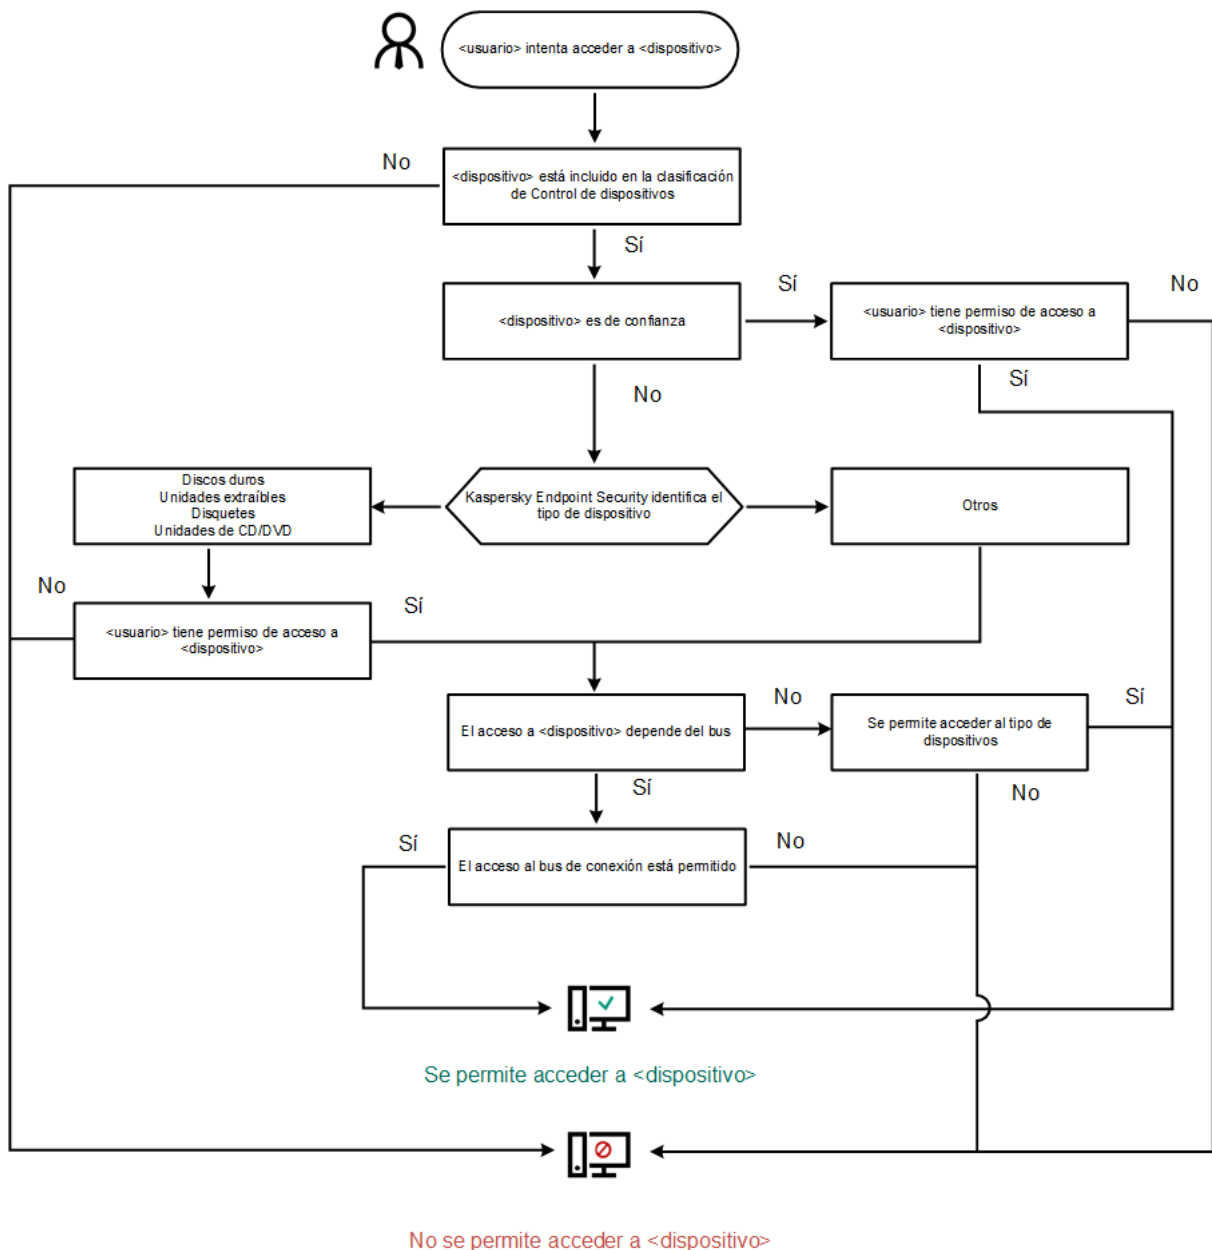 <usuario> intenta acceder a <dispositivo>
No
<dispositivo> está incluido en la clasificación
de Control de dispositivos
Sí
<dispositivo> es de confianza
Sí
<usuario> tiene permiso de acceso a
<dispositivo>
No
Sí
No
Discos duros
Unidades extraíbles
Disquetes
Unidades de CD/DVD
Kaspersky Endpoint Security identifica el
tipo de dispositivo
Otros
No
<usuario> tiene permiso de acceso a
<dispositivo>
Sí
El acceso a <dispositivo> depende del bus
No
Se permite acceder al tipo de
dispositivos
Sí
Sí
No
Sí
El acceso al bus de conexión está permitido
No
Se permite acceder a <dispositivo>
No se permite acceder a <dispositivo>